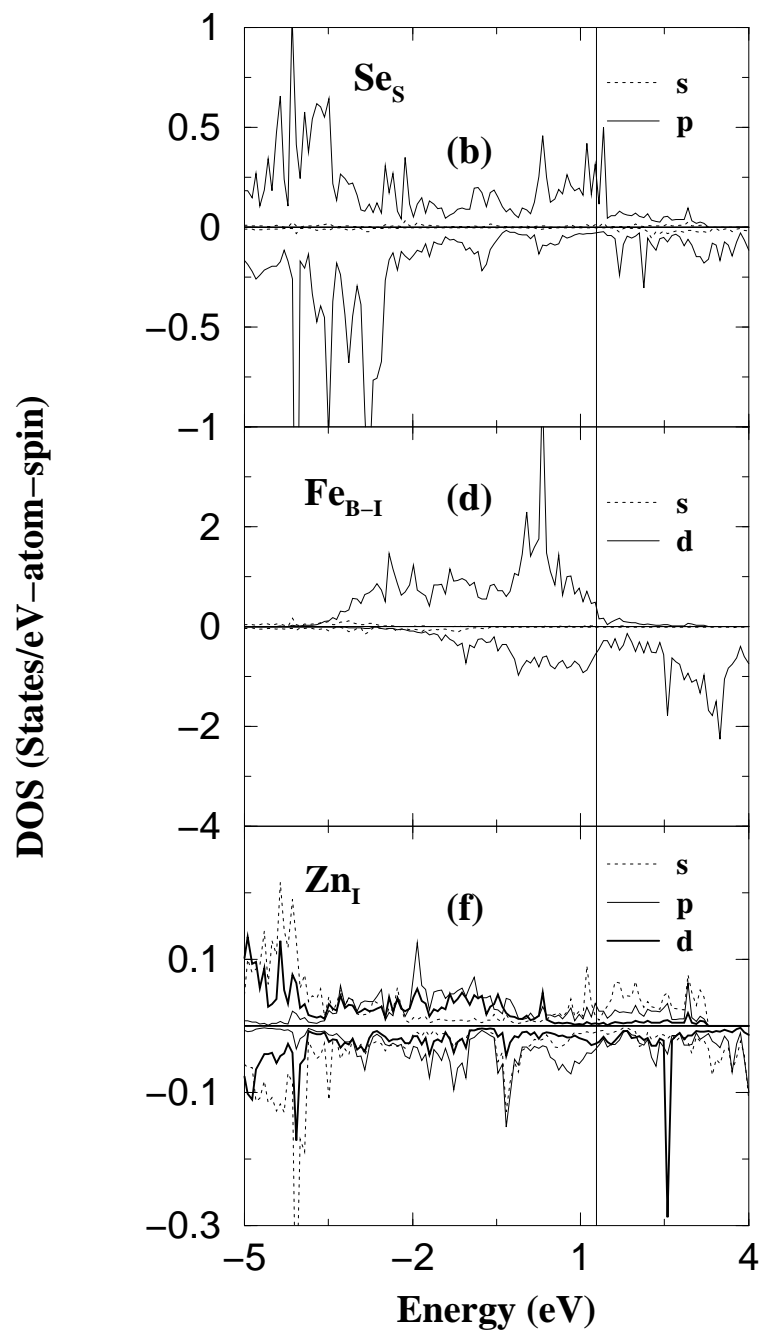 DOS (States/eV−atom−spin)
1
0.5
0
−0.5
−1
Se_S
(b)
s
p
2
0
−2
−4
Fe_B−I
(d)
s
d
0.1
−0.1
−0.3
Zn_I
(f)
s
p
d
−5
−2
1
4
Energy (eV)